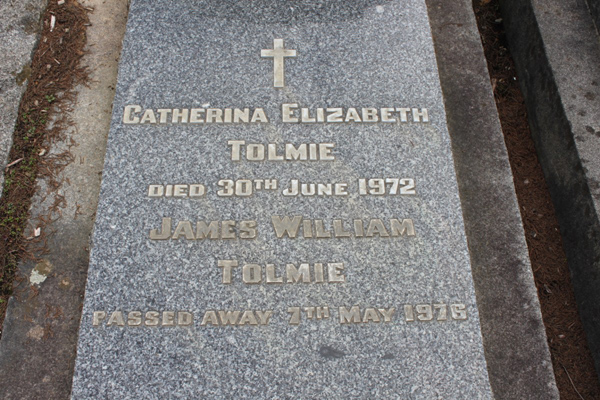 Catherina Elizabeth
Tolmie
died 30th June 1972
James William
Tolmie
passed away 7th May 1976